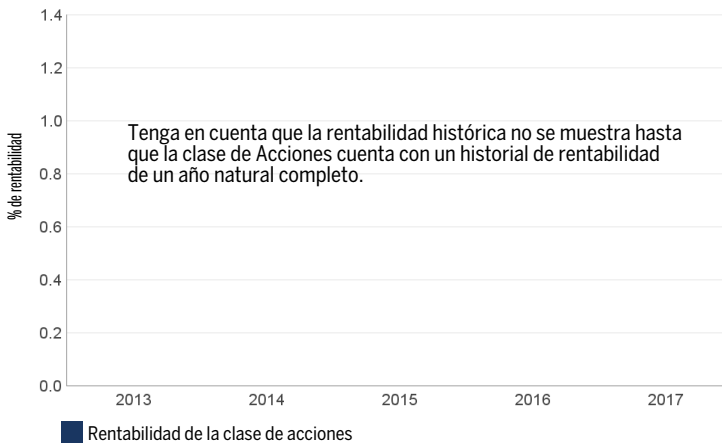 % de rentabilidad
1.4
1.2
1.0
0.8
0.6
0.4
0.2
0.0
Tenga en cuenta que la rentabilidad histórica no se muestra hasta
que la clase de Acciones cuenta con un historial de rentabilidad
de un año natural completo.
2013 2014 2015 2016 2017
Rentabilidad de la clase de acciones